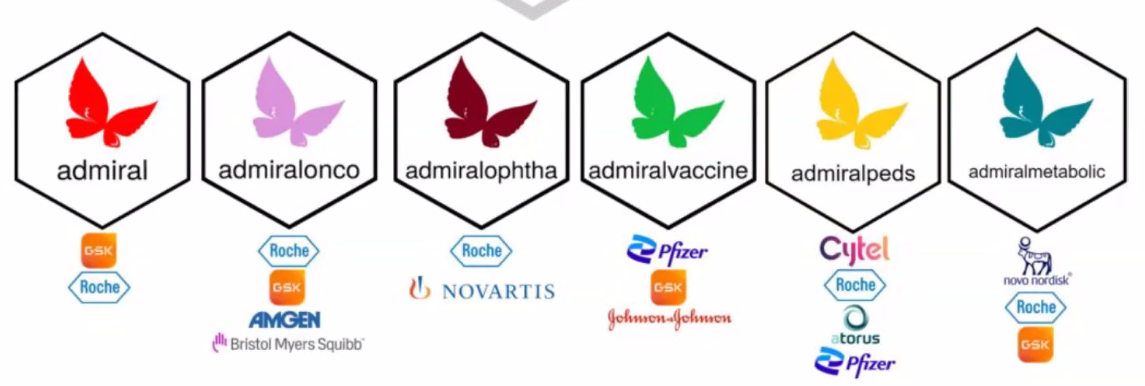 admiral
admiralonco
admiralophtha
admiralvaccine
admiralpeds
admiralmetabolic
GSK
Roche
Roche
GSK
AMGEN
Bristol Myers Squibb
Roche
NOVARTIS
Pfizer
GSK
Johnson&Johnson
Cytel
Roche
atorus
Pfizer
novo nordisk®
Roche
GSK